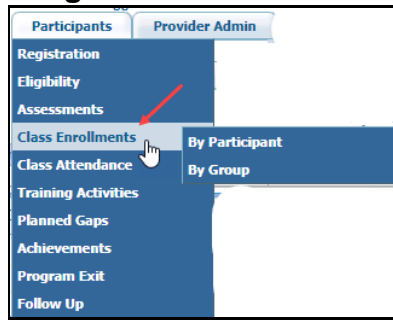 Participants Provider Admin
Registration
Eligibility
Assessments
Class Enrollments
By Participant
Class Attendance
By Group
Training Activities
Planned Gaps
Achievements
Program Exit
Follow Up